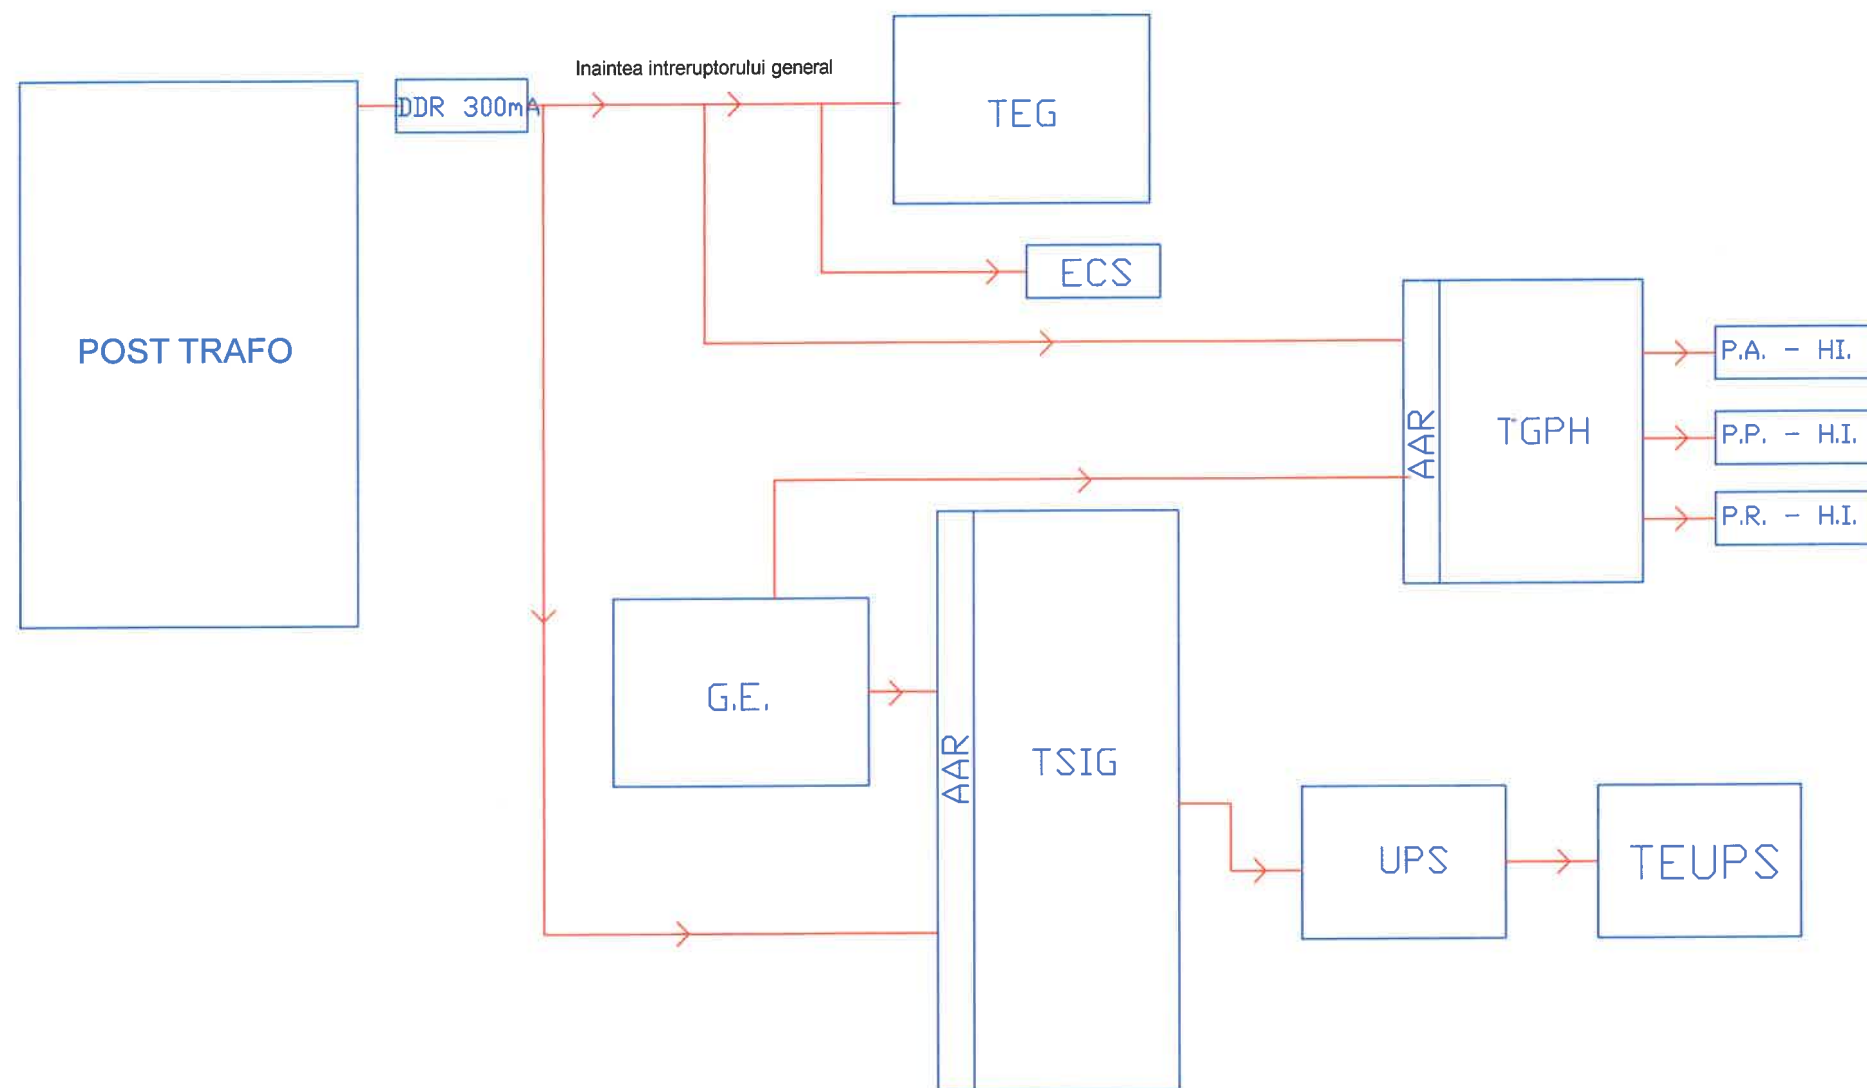 Inaintea intreruptorului general
DDR 300mA
TEG
POST TRAFO
ECS
AAR
TGPH
P.A. - HI.
P.P. - H.I.
P.R. - H.I.
G.E.
AAR
TSIG
UPS
TEUPS